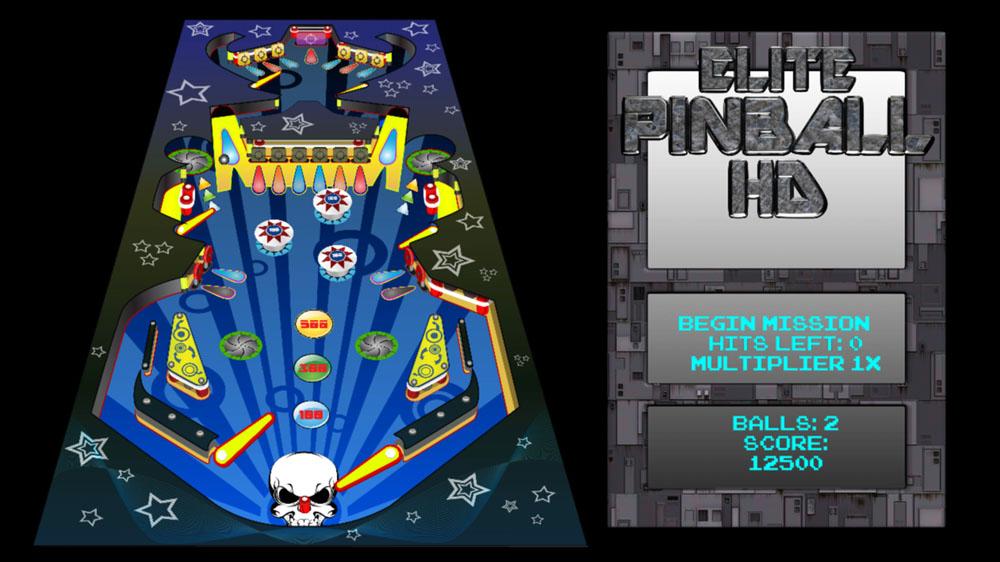 ELITE
PINBALL
HD
BEGIN MISSION
HITS LEFT: 0
MULTIPLIER 1X
BALLS: 2
SCORE:
12500
500
300
100